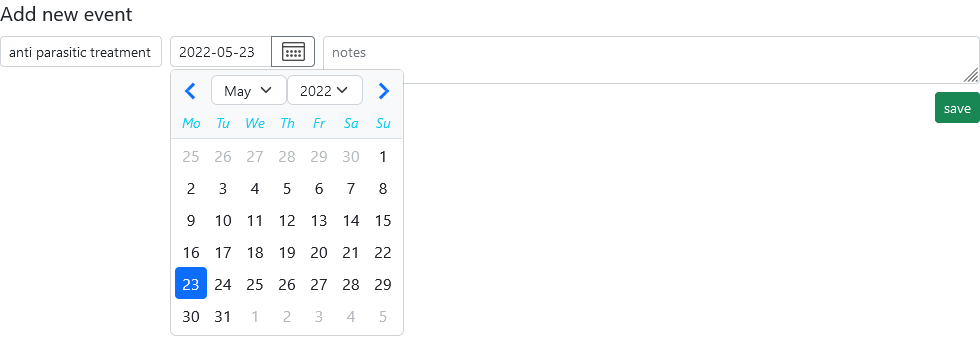 Add new event
anti parasitic treatment 2022-05-23 notes
May 2022
save
Mo Tu We Th Fr Sa Su
25 26 27 28 29 30 1
2 3 4 5 6 7 8
9 10 11 12 13 14 15
16 17 18 19 20 21 22
23 24 25 26 27 28 29
30 31 1 2 3 4 5